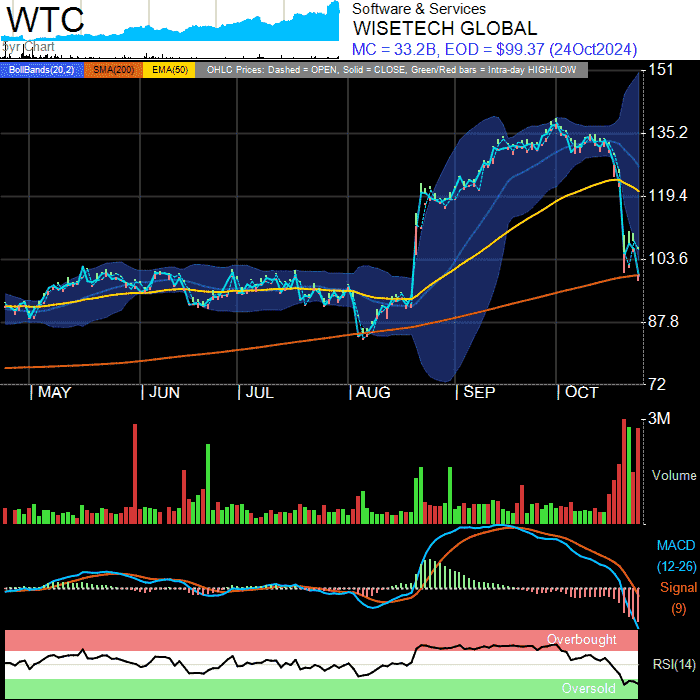 WTC
5yr Chart
Software & Services
WISETECH GLOBAL
MC = 33.2B, EOD = $99.37 (24Oct2024)
BollBands(20,2) SMA(200) EMA(50) OHLC Prices: Dashed = OPEN, Solid = CLOSE, Green/Red bars = Intra-day HIGH/LOW
151
135.2
119.4
103.6
87.8
72
MAY JUN JUL AUG SEP OCT
3M
Volume
MACD
(12-26)
Signal
(9)
Overbought
RSI(14)
Oversold